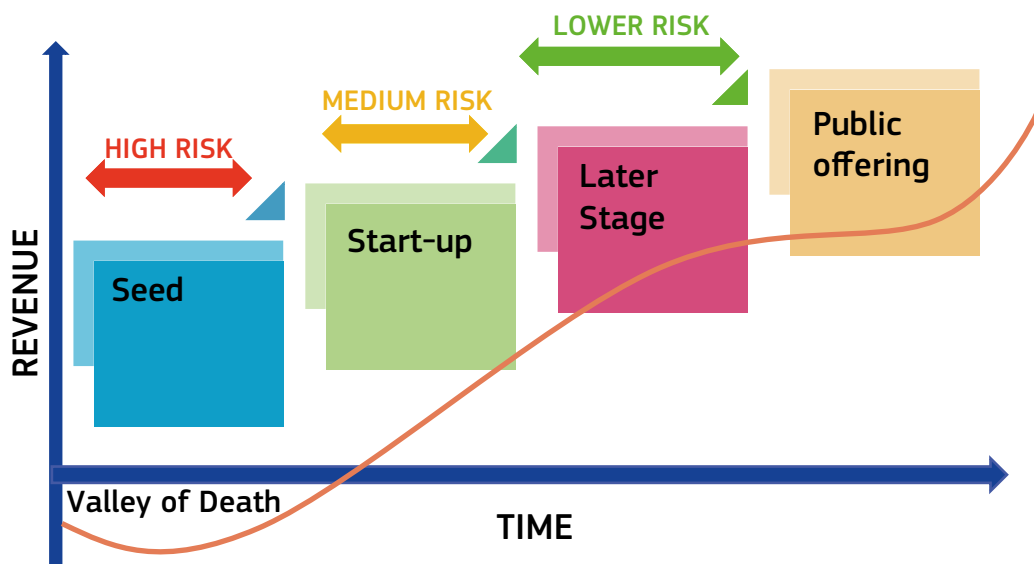 LOWER RISK
MEDIUM RISK
HIGH RISK
Public
offering
Later
Stage
Start-up
Seed
REVENUE
Valley of Death
TIME